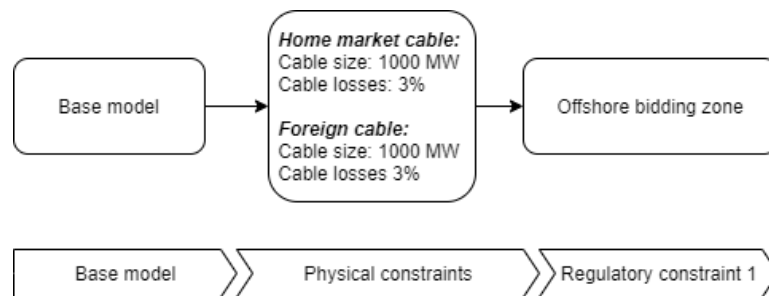 Base model
Home market cable:
Cable size: 1000 MW
Cable losses: 3%
Foreign cable:
Cable size: 1000 MW
Cable losses 3%
Offshore bidding zone
Base model
Physical constraints
Regulatory constraint 1